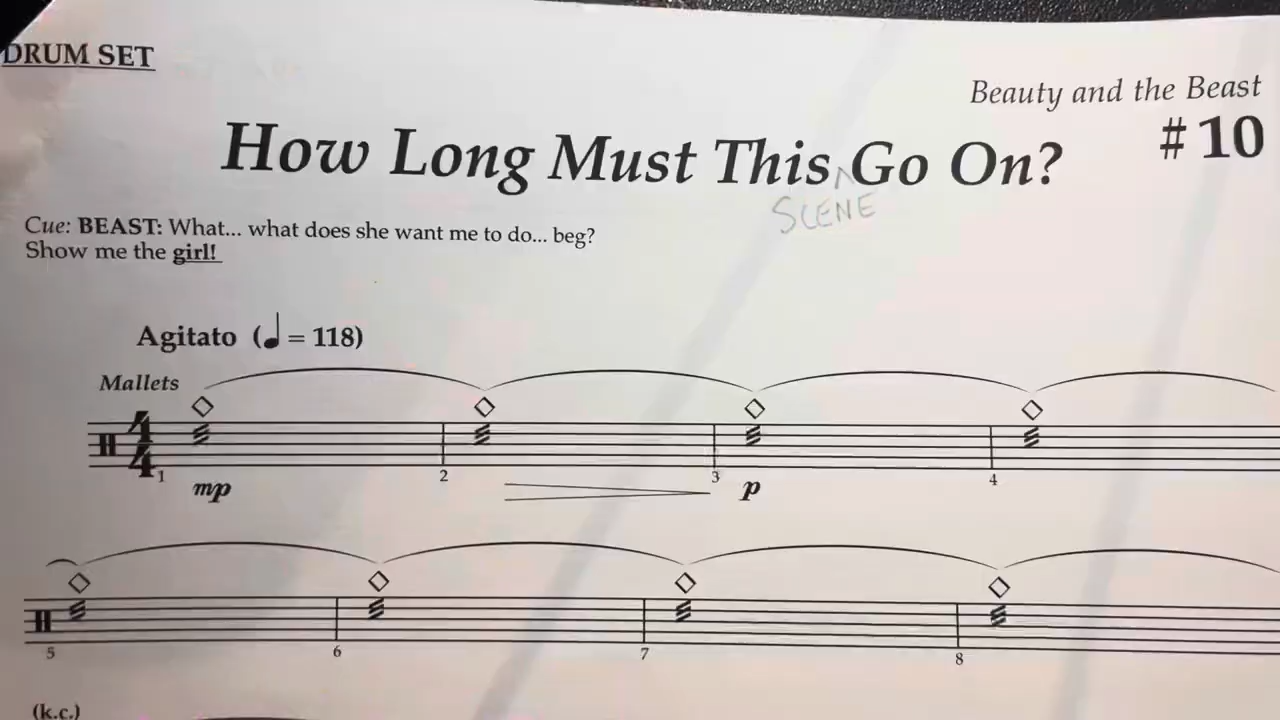 DRUM SET
Beauty and the Beast
# 10
How Long Must This Go On?
SCENE
Cue: BEAST: What... what does she want me to do... beg?
Show me the girl!
Agitato (♩ = 118)
Mallets
4
4
1 2 3 4
mp p
5 6 7 8
(k.c.)